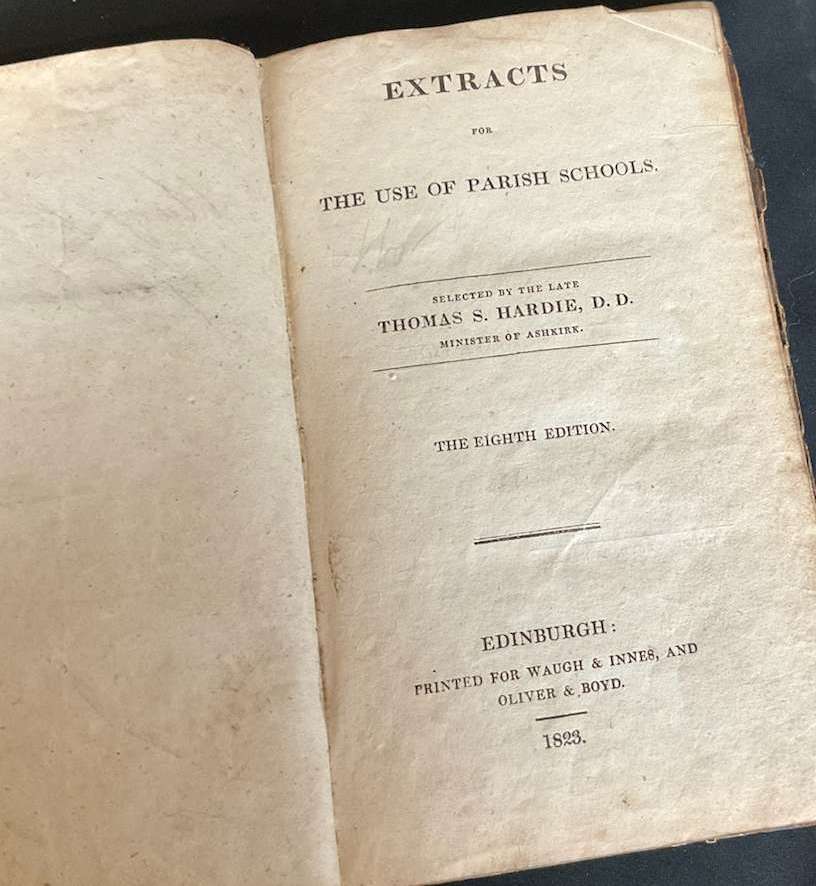 EXTRACTS
FOR
THE USE OF PARISH SCHOOLS.
SELECTED BY THE LATE
THOMAS S. HARDIE, D. D.
MINISTER OF ASHKIRK.
THE EIGHTH EDITION.
EDINBURGH:
PRINTED FOR WAUGH & INNES, AND
OLIVER & BOYD.
1823.